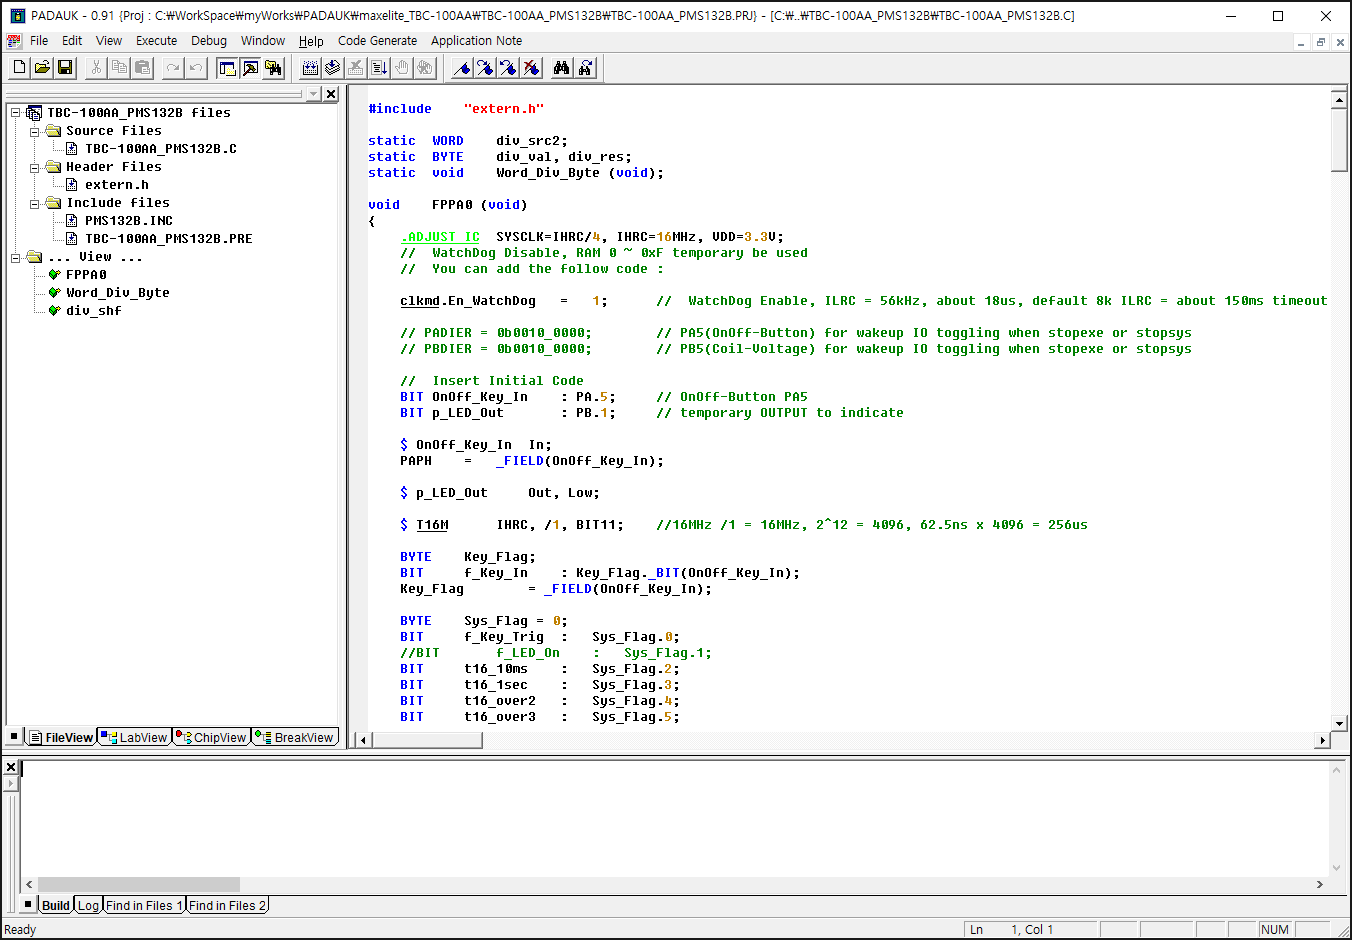 PADAUK - 0.91 {Proj : C:₩WorkSpace₩myWorks₩PADAUK₩maxelite_TBC-100AA₩TBC-100AA_PMS132B₩TBC-100AA_PMS132B.PRJ} - [C:₩..₩TBC-100AA_PMS132B₩TBC-100AA_PMS132B.C]
File Edit View Execute Debug Window Help Code Generate Application Note
TBC-100AA_PMS132B files
Source Files
TBC-100AA_PMS132B.C
Header Files
extern.h
Include files
PMS132B.INC
TBC-100AA_PMS132B.PRE
... View ...
FPPA0
Word_Div_Byte
div_shf
FileView LabView ChipView BreakView
#include "extern.h"
static WORD div_src2;
static BYTE div_val, div_res;
static void Word_Div_Byte (void);
void FPPA0 (void)
{
.ADJUST_IC SYSCLK=IHRC/4, IHRC=16MHz, VDD=3.3V;
// WatchDog Disable, RAM 0 ~ 0xF temporary be used
// You can add the follow code :
clkmd.En_WatchDog = 1; // WatchDog Enable, ILRC = 56kHz, about 18us, default 8k ILRC = about 150ms timeout
// PADIER = 0b0010_0000; // PA5(OnOff-Button) for wakeup IO toggling when stopexe or stopsys
// PBDIER = 0b0010_0000; // PB5(Coil-Voltage) for wakeup IO toggling when stopexe or stopsys
// Insert Initial Code
BIT OnOff_Key_In : PA.5; // OnOff-Button PA5
BIT p_LED_Out : PB.1; // temporary OUTPUT to indicate
$ OnOff_Key_In In;
PAPH = _FIELD(OnOff_Key_In);
$ p_LED_Out Out, Low;
$ T16M IHRC, /1, BIT11; //16MHz /1 = 16MHz, 2^12 = 4096, 62.5ns x 4096 = 256us
BYTE Key_Flag;
BIT f_Key_In : Key_Flag._BIT(OnOff_Key_In);
Key_Flag = _FIELD(OnOff_Key_In);
BYTE Sys_Flag = 0;
BIT f_Key_Trig : Sys_Flag.0;
//BIT f_LED_On : Sys_Flag.1;
BIT t16_10ms : Sys_Flag.2;
BIT t16_1sec : Sys_Flag.3;
BIT t16_over2 : Sys_Flag.4;
BIT t16_over3 : Sys_Flag.5;
Build Log Find in Files 1 Find in Files 2
Ready Ln 1, Col 1 NUM